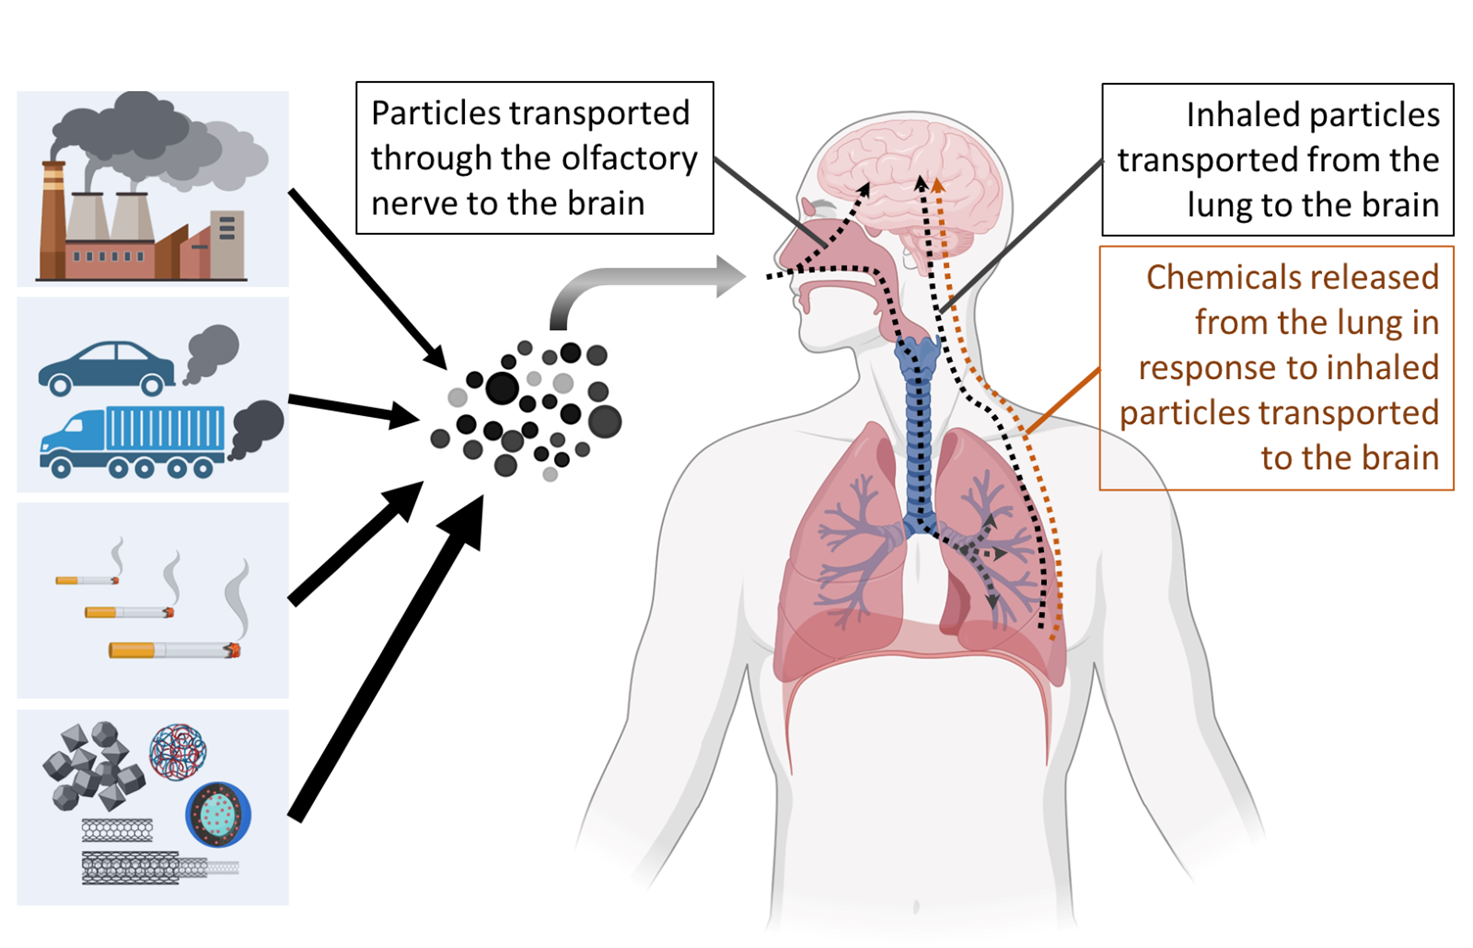 Particles transported
through the olfactory
nerve to the brain
Inhaled particles
transported from the
lung to the brain
Chemicals released
from the lung in
response to inhaled
particles transported
to the brain